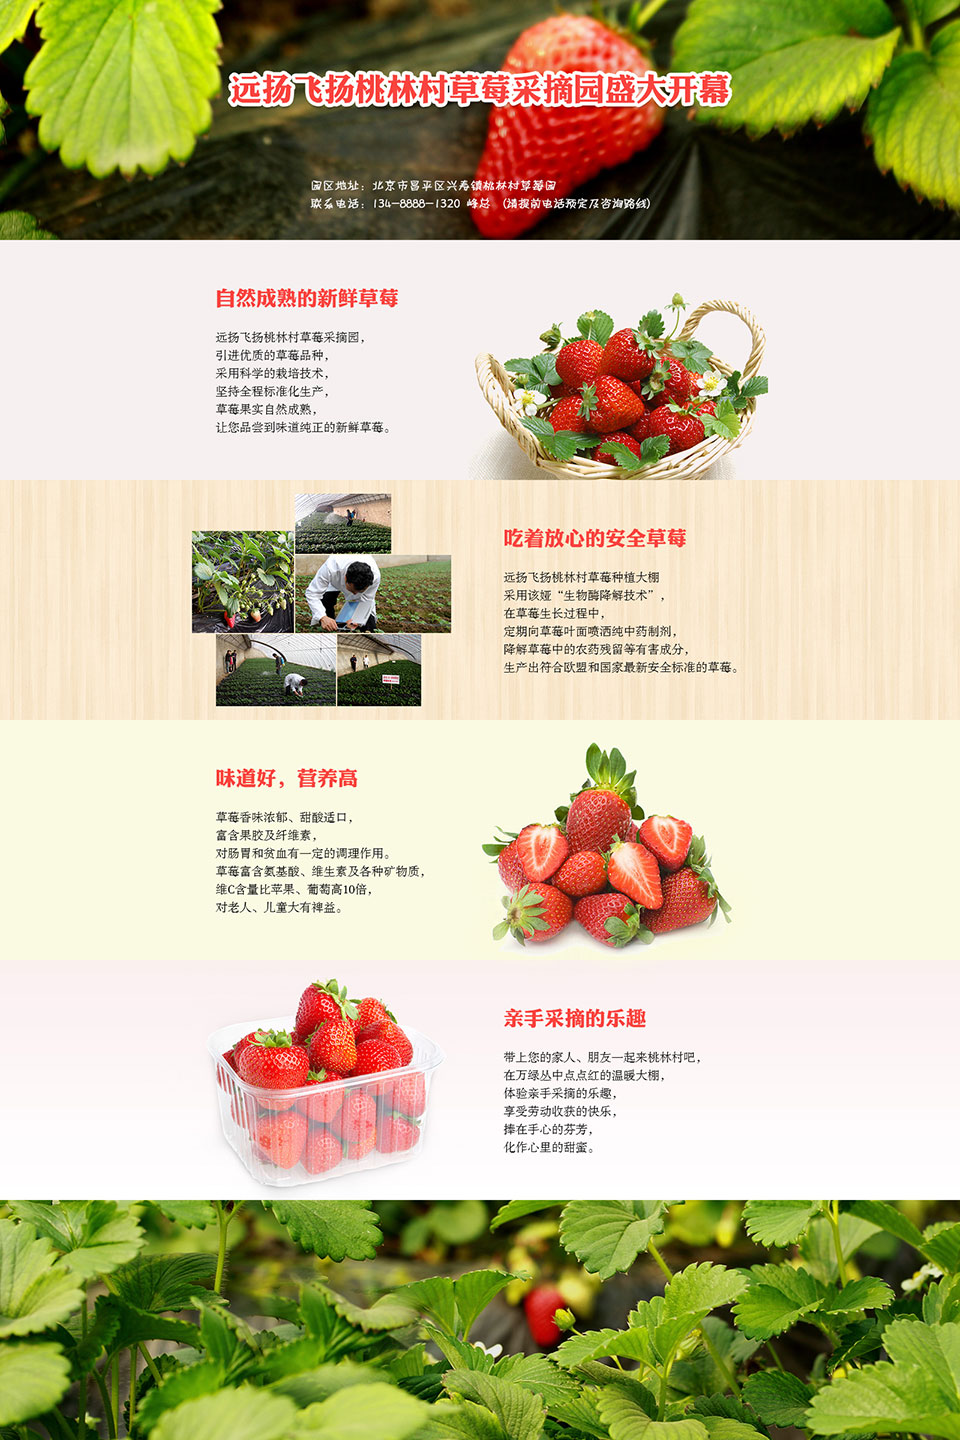 远扬飞扬桃林村草莓采摘园盛大开幕
园区地址：北京市昌平区兴寿镇桃林村草莓园
联系电话：134-8888-1320 峰总 （请提前电话预定及咨询路线）
自然成熟的新鲜草莓
远扬飞扬桃林村草莓采摘园，
引进优质的草莓品种，
采用科学的栽培技术，
坚持全程标准化生产，
草莓果实自然成熟，
让您品尝到味道纯正的新鲜草莓。
吃着放心的安全草莓
远扬飞扬桃林村草莓种植大棚
采用该娅“生物酶降解技术”，
在草莓生长过程中，
定期向草莓叶面喷洒纯中药制剂，
降解草莓中的农药残留等有害成分，
生产出符合欧盟和国家最新安全标准的草莓。
味道好，营养高
草莓香味浓郁、甜酸适口，
富含果胶及纤维素，
对肠胃和贫血有一定的调理作用。
草莓富含氨基酸、维生素及各种矿物质，
维C含量比苹果、葡萄高10倍，
对老人、儿童大有裨益。
亲手采摘的乐趣
带上您的家人、朋友一起来桃林村吧，
在万绿丛中点点红的温暖大棚，
体验亲手采摘的乐趣，
享受劳动收获的快乐，
捧在手心的芬芳，
化作心里的甜蜜。